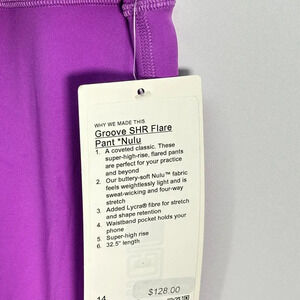 WHY WE MADE THIS
Groove SHR Flare
Pant *Nulu
1. A coveted classic. These
super-high-rise, flared pants
are perfect for your practice
and beyond
2. Our buttery-soft Nulu™ fabric
feels weightlessly light and is
sweat-wicking and four-way
stretch
3. Added Lycra® fibre for stretch
and shape retention
4. Waistband pocket holds your
phone
5. Super-high rise
6. 32.5" length
$128.00
14